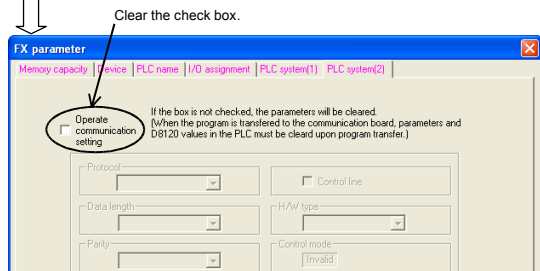 Clear the check box.
FX parameter
Memory capacity Device PLC name I/O assignment PLC system(1) PLC system(2)
Operate
communication
setting
If the box is not checked, the parameters will be cleared.
(When the program is transfered to the communication board, parameters and
D8120 values in the PLC must be cleard upon program transfer.)
Protocol
Control line
Data length
H/W type
Parity
Control mode
Invalid